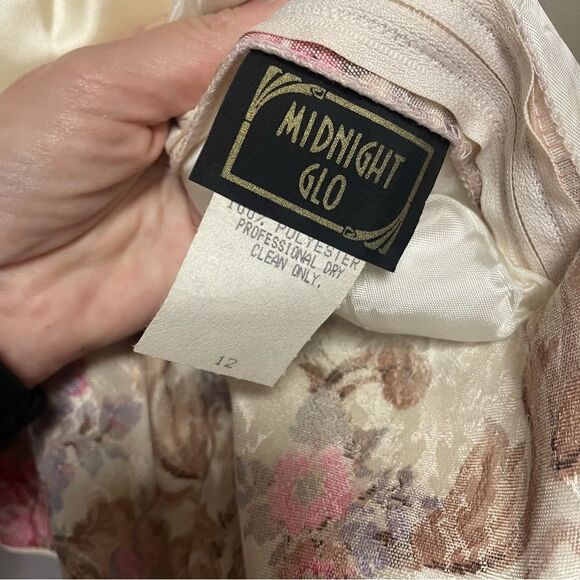 MIDNIGHT
GLO
100% POLYESTER
PROFESSIONAL DRY
CLEAN ONLY.
12